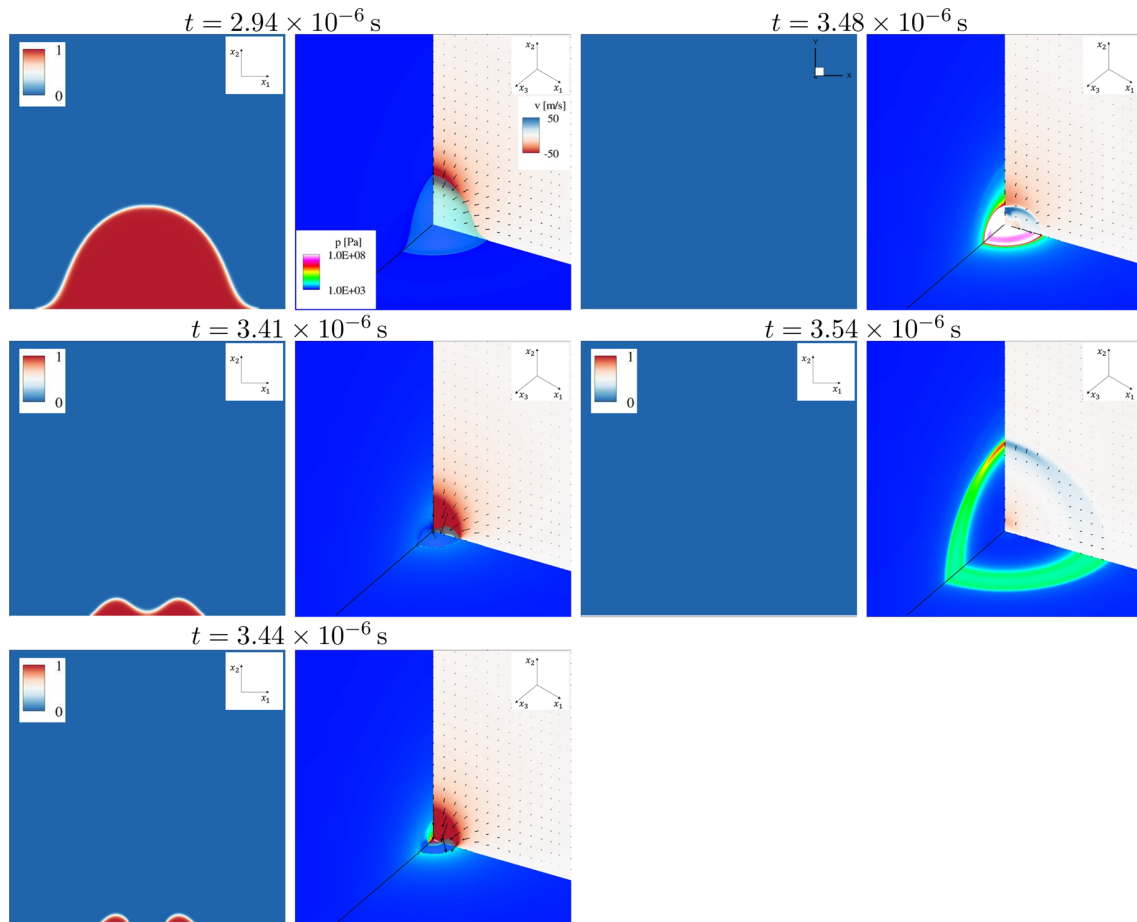 t = 2.94 × 10⁻⁶ s
1
0
x₂
x₁
x₂
x₃
x₁
v [m/s]
50
-50
p [Pa]
1.0E+08
1.0E+03
t = 3.48 × 10⁻⁶ s
Y
X
x₂
x₃
x₁
t = 3.41 × 10⁻⁶ s
1
0
x₂
x₁
x₂
x₃
x₁
t = 3.54 × 10⁻⁶ s
1
0
x₂
x₁
x₂
x₃
x₁
t = 3.44 × 10⁻⁶ s
1
0
x₂
x₁
x₂
x₃
x₁